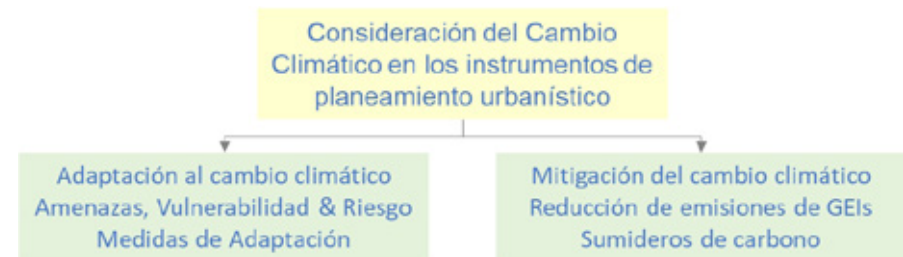 Consideración del Cambio
Climático en los instrumentos de
planeamiento urbanístico
Adaptación al cambio climático
Amenazas, Vulnerabilidad & Riesgo
Medidas de Adaptación
Mitigación del cambio climático
Reducción de emisiones de GEIs
Sumideros de carbono